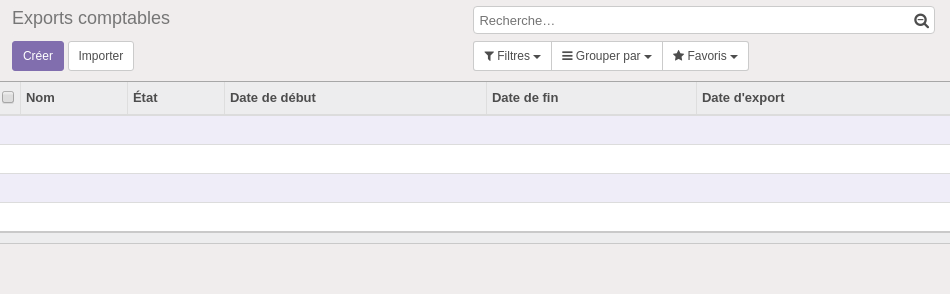 Exports comptables
Recherche…
Créer Importer
Filtres Grouper par Favoris
Nom État Date de début Date de fin Date d'export